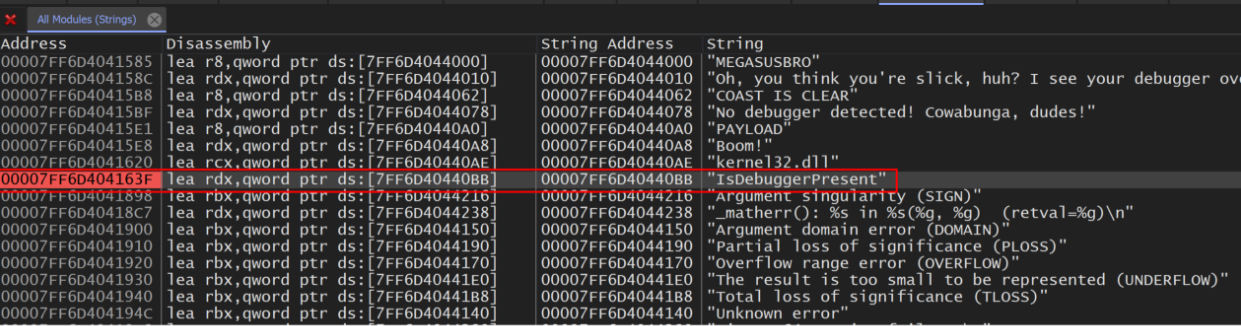 All Modules (Strings)
Address Disassembly String Address String
00007FF6D4041585 lea r8,qword ptr ds:[7FF6D4044000] 00007FF6D4044000 "MEGASUSBRO"
00007FF6D404158C lea rdx,qword ptr ds:[7FF6D4044010] 00007FF6D4044010 "Oh, you think you're slick, huh? I see your debugger ov
00007FF6D40415B8 lea r8,qword ptr ds:[7FF6D4044062] 00007FF6D4044062 "COAST IS CLEAR"
00007FF6D40415BF lea rdx,qword ptr ds:[7FF6D4044078] 00007FF6D4044078 "No debugger detected! Cowabunga, dudes!"
00007FF6D40415E1 lea r8,qword ptr ds:[7FF6D40440A0] 00007FF6D40440A0 "PAYLOAD"
00007FF6D40415E8 lea rdx,qword ptr ds:[7FF6D40440A8] 00007FF6D40440A8 "Boom!"
00007FF6D4041620 lea rcx,qword ptr ds:[7FF6D40440AE] 00007FF6D40440AE "kernel32.dll"
00007FF6D404163F lea rdx,qword ptr ds:[7FF6D40440BB] 00007FF6D40440BB "IsDebuggerPresent"
00007FF6D4041898 lea rbx,qword ptr ds:[7FF6D4044216] 00007FF6D4044216 "Argument singularity (SIGN)"
00007FF6D40418C7 lea rdx,qword ptr ds:[7FF6D4044238] 00007FF6D4044238 "_matherr(): %s in %s(%g, %g) (retval=%g)\n"
00007FF6D4041900 lea rbx,qword ptr ds:[7FF6D4044150] 00007FF6D4044150 "Argument domain error (DOMAIN)"
00007FF6D4041910 lea rbx,qword ptr ds:[7FF6D4044190] 00007FF6D4044190 "Partial loss of significance (PLOSS)"
00007FF6D4041920 lea rbx,qword ptr ds:[7FF6D4044170] 00007FF6D4044170 "Overflow range error (OVERFLOW)"
00007FF6D4041930 lea rbx,qword ptr ds:[7FF6D40441E0] 00007FF6D40441E0 "The result is too small to be represented (UNDERFLOW)"
00007FF6D4041940 lea rbx,qword ptr ds:[7FF6D40441B8] 00007FF6D40441B8 "Total loss of significance (TLOSS)"
00007FF6D404194C lea rbx,qword ptr ds:[7FF6D4044140] 00007FF6D4044140 "Unknown error"